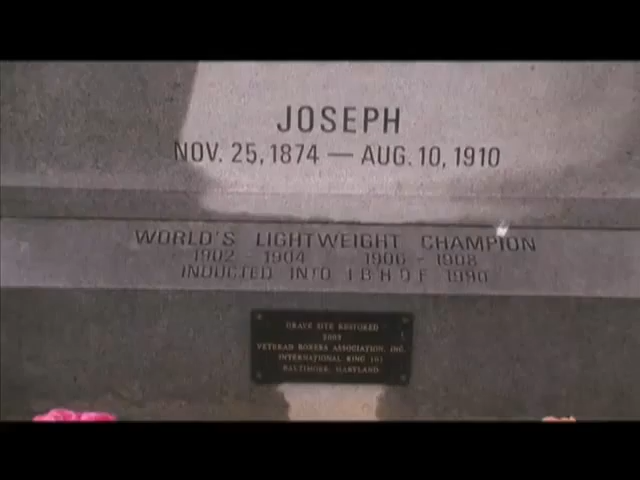 JOSEPH
NOV. 25, 1874 — AUG. 10, 1910
WORLD'S LIGHTWEIGHT CHAMPION
1902 - 1904 1906 - 1908
INDUCTED INTO I B H O F 1990
GRAVE SITE RESTORED
2005
VETERAN BOXERS ASSOCIATION, INC.
INTERNATIONAL RING 101
BALTIMORE, MARYLAND